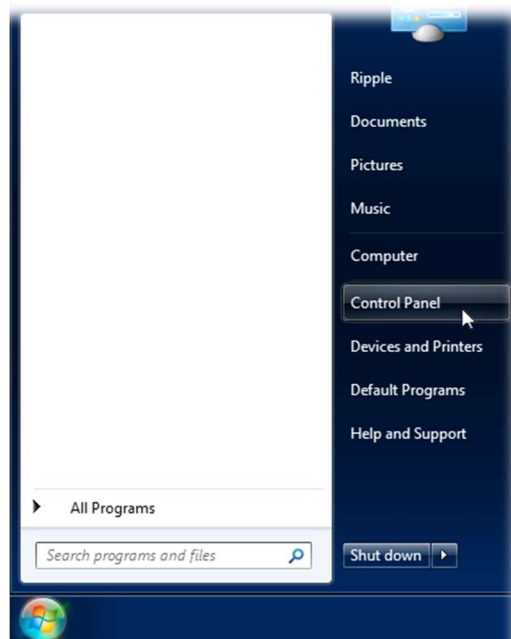 Ripple
Documents
Pictures
Music
Computer
Control Panel
Devices and Printers
Default Programs
Help and Support
All Programs
Search programs and files
Shut down